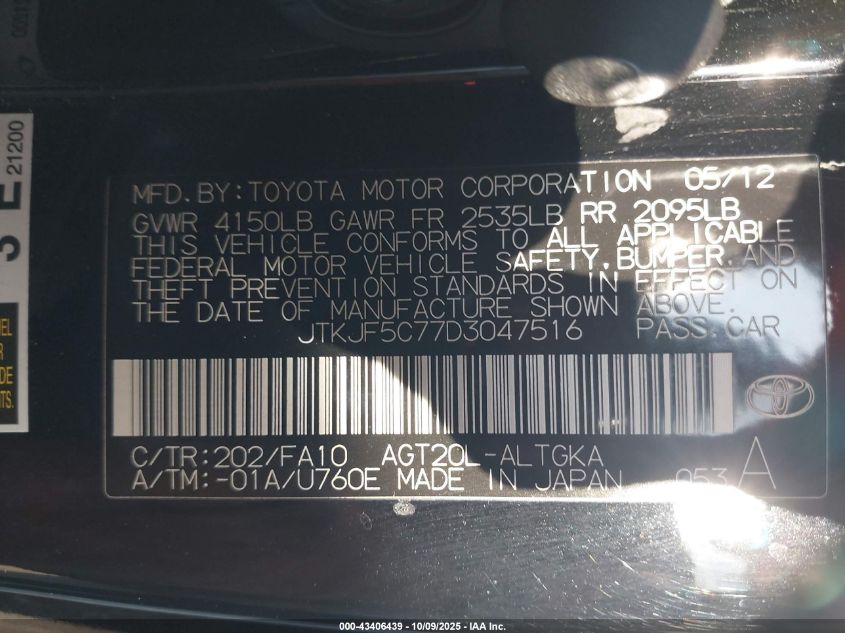 MFD.BY:TOYOTA MOTOR CORPORATION 05/12
GVWR 4150LB GAWR FR 2535LB RR 2095LB
THIS VEHICLE CONFORMS TO ALL APPLICABLE
FEDERAL MOTOR VEHICLE SAFETY,BUMPER,AND
THEFT PREVENTION STANDARDS IN EFFECT ON
THE DATE OF MANUFACTURE SHOWN ABOVE.
JTKJF5C77D3047516 PASS.CAR
C/TR:202/FA10 AGT20L-ALTGKA
A/TM:-01A/U760E MADE IN JAPAN 053 A
21200
000-43406439 - 10/09/2025 - IAA Inc.